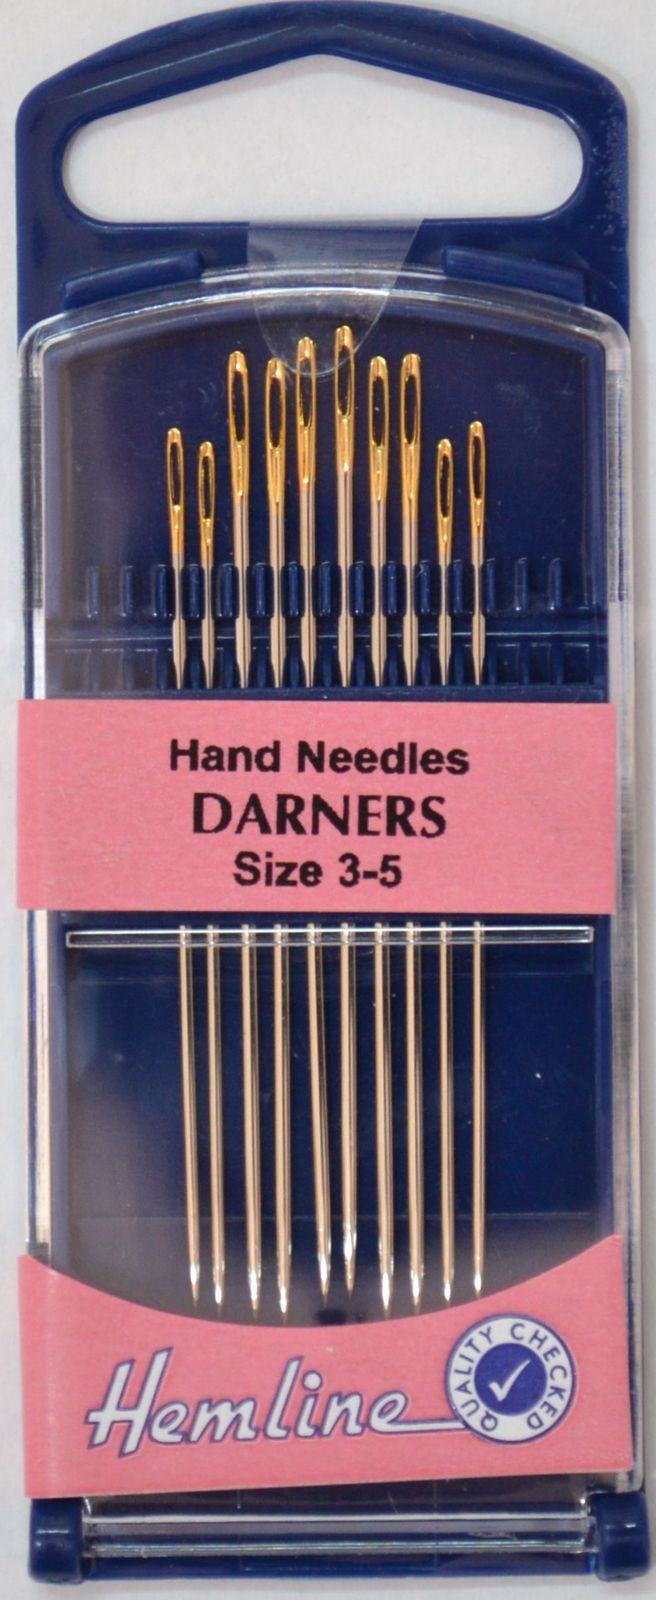 Hand Needles
DARNERS
Size 3-5
Hemline
QUALITY CHECKED